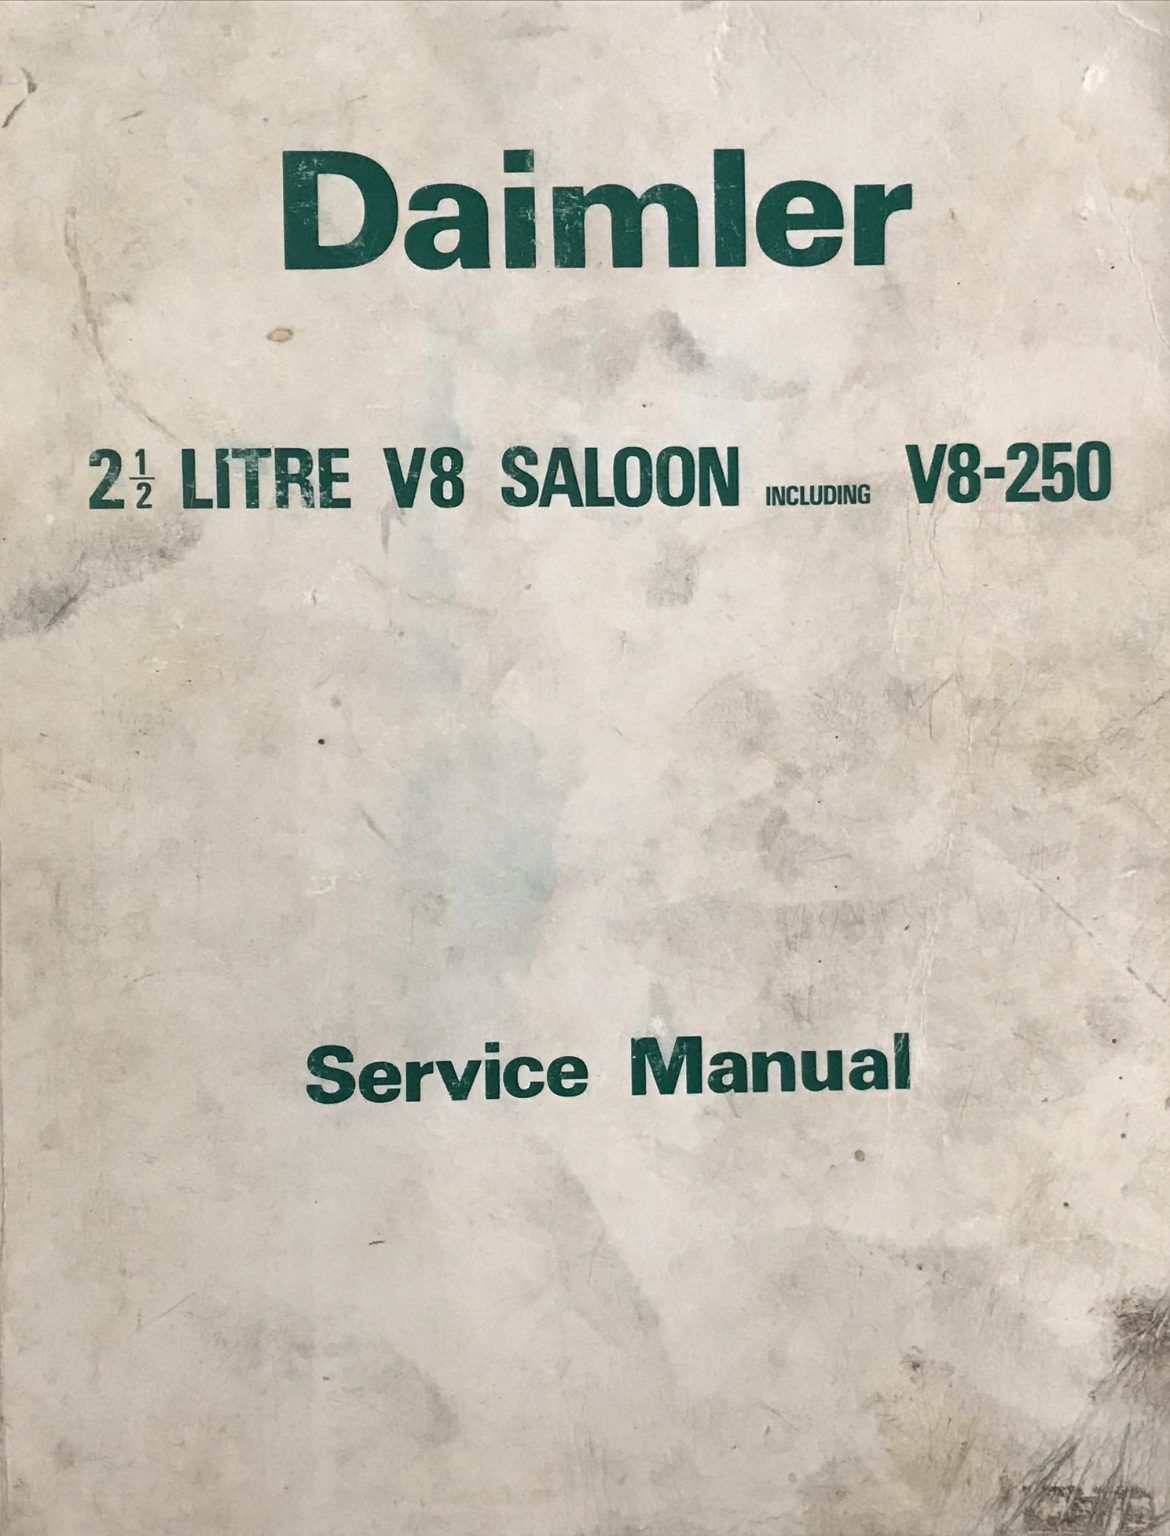 Daimler
2½ LITRE V8 SALOON INCLUDING V8-250
Service Manual